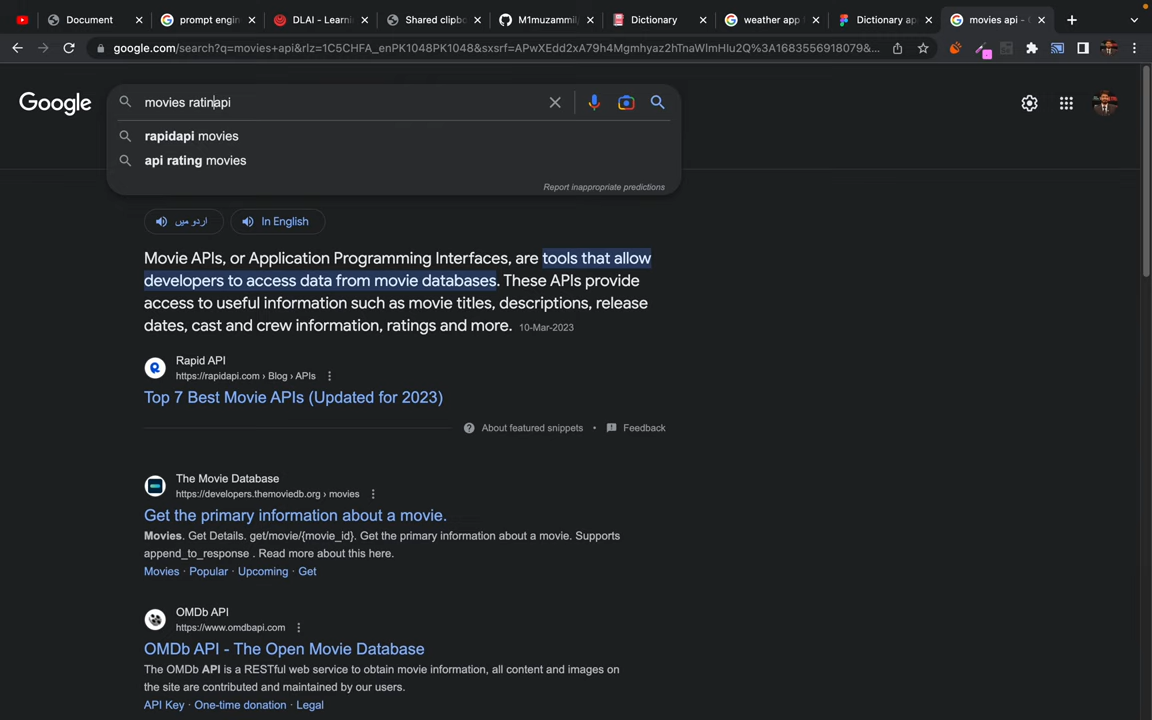 Document
prompt engin
DLAI - Learni
Shared clipbo
M1muzammil/
Dictionary
weather app
Dictionary ap
movies api - G
google.com/search?q=movies+api&rlz=1C5CHFA_enPK1048PK1048&sxsrf=APwXEdd2xA79h4Mgmhyaz2hTnaWImHlu2Q%3A1683556918079&...
Google
movies ratinapi
rapidapi movies
api rating movies
Report inappropriate predictions
اردو میں
In English
Movie APIs, or Application Programming Interfaces, are tools that allow
developers to access data from movie databases. These APIs provide
access to useful information such as movie titles, descriptions, release
dates, cast and crew information, ratings and more. 10-Mar-2023
Rapid API
https://rapidapi.com › Blog › APIs
Top 7 Best Movie APIs (Updated for 2023)
About featured snippets • Feedback
The Movie Database
https://developers.themoviedb.org › movies
Get the primary information about a movie.
Movies. Get Details. get/movie/{movie_id}. Get the primary information about a movie. Supports
append_to_response . Read more about this here.
Movies · Popular · Upcoming · Get
OMDb API
https://www.omdbapi.com
OMDb API - The Open Movie Database
The OMDb API is a RESTful web service to obtain movie information, all content and images on
the site are contributed and maintained by our users.
API Key · One-time donation · Legal